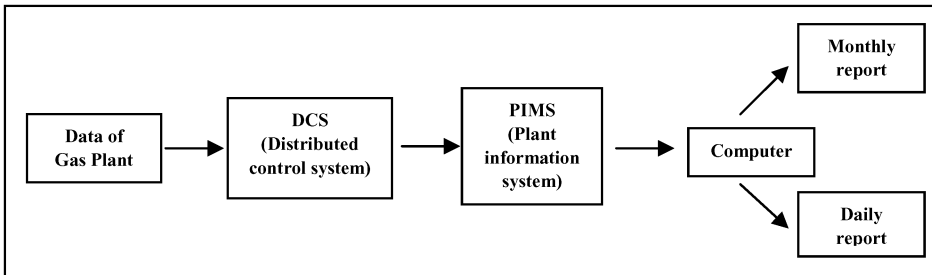 Data of
Gas Plant
DCS
(Distributed
control system)
PIMS
(Plant
information
system)
Computer
Monthly
report
Daily
report